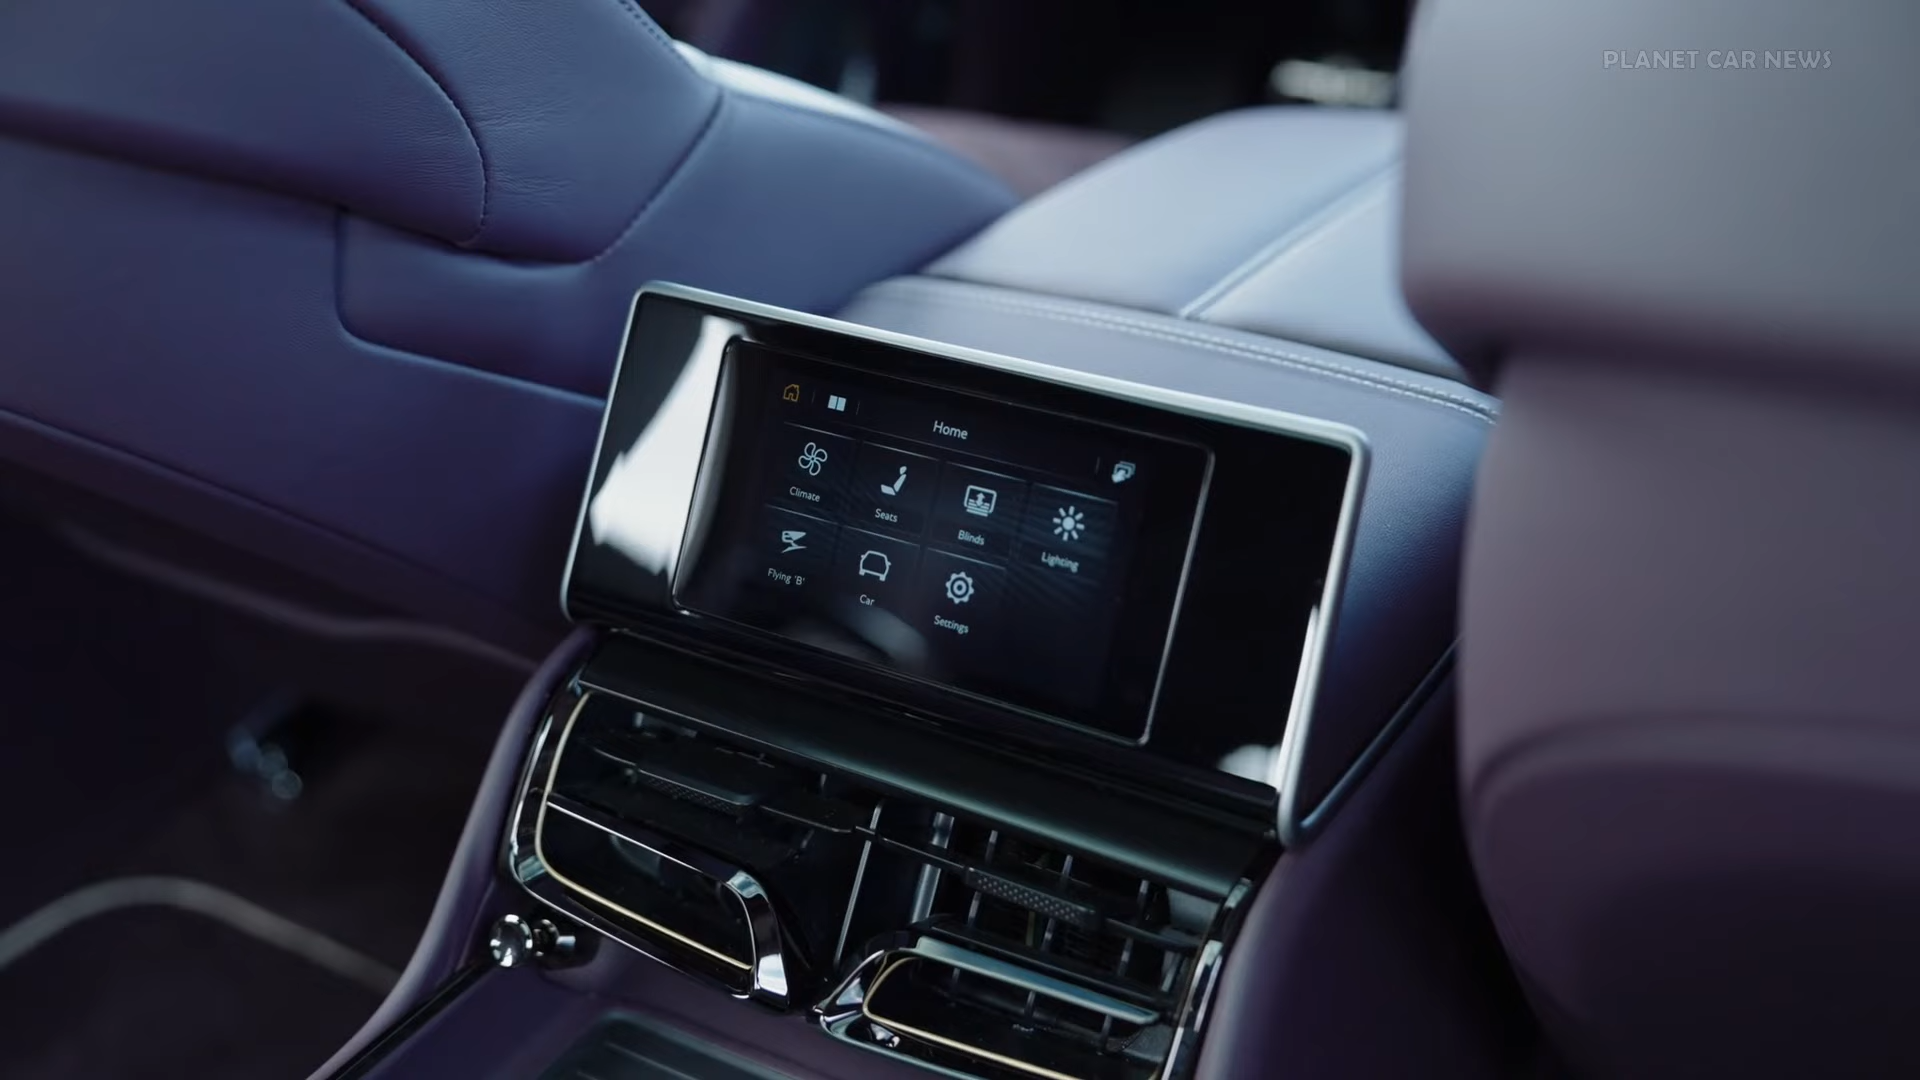 PLANET CAR NEWS
Home
Climate
Seats
Blinds
Lighting
Flying 'B'
Car
Settings